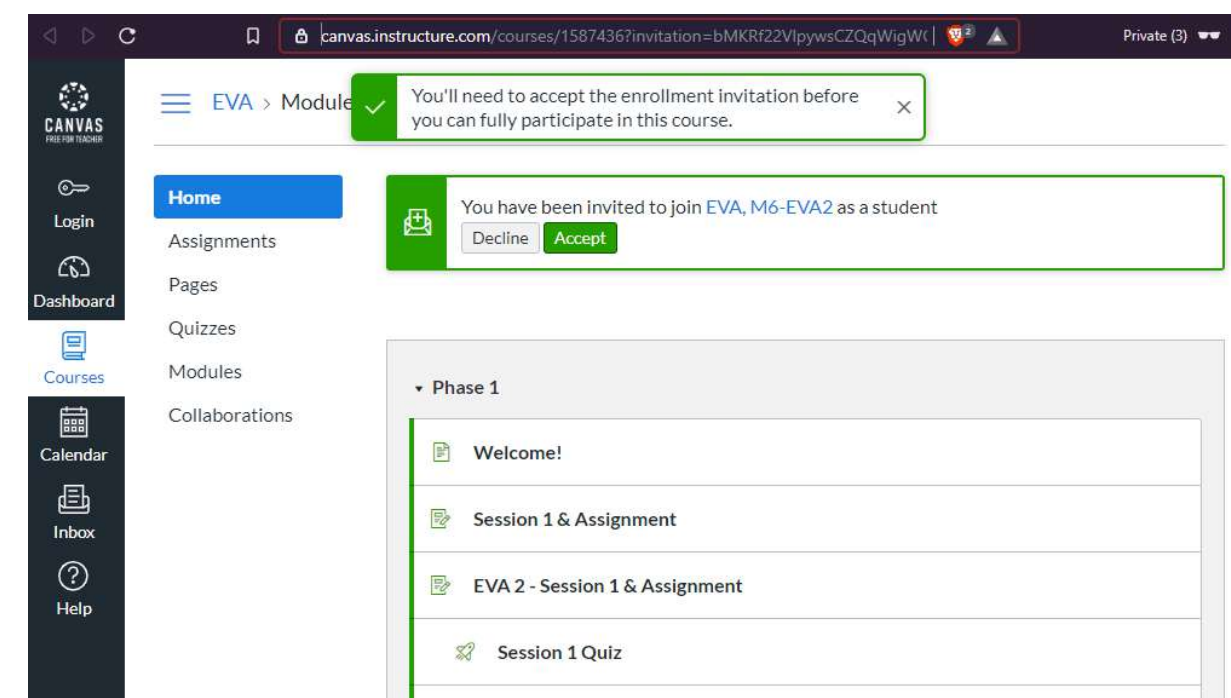 canvas.instructure.com/courses/1587436?invitation=bMKRf22VIpywsCZQqWigW(
2
Private (3)
CANVAS
FREE FOR TEACHER
Login
Dashboard
Courses
Calendar
Inbox
Help
EVA > Module
You'll need to accept the enrollment invitation before
you can fully participate in this course.
Home
Assignments
Pages
Quizzes
Modules
Collaborations
You have been invited to join EVA, M6-EVA2 as a student
Decline Accept
Phase 1
Welcome!
Session 1 & Assignment
EVA 2 - Session 1 & Assignment
Session 1 Quiz